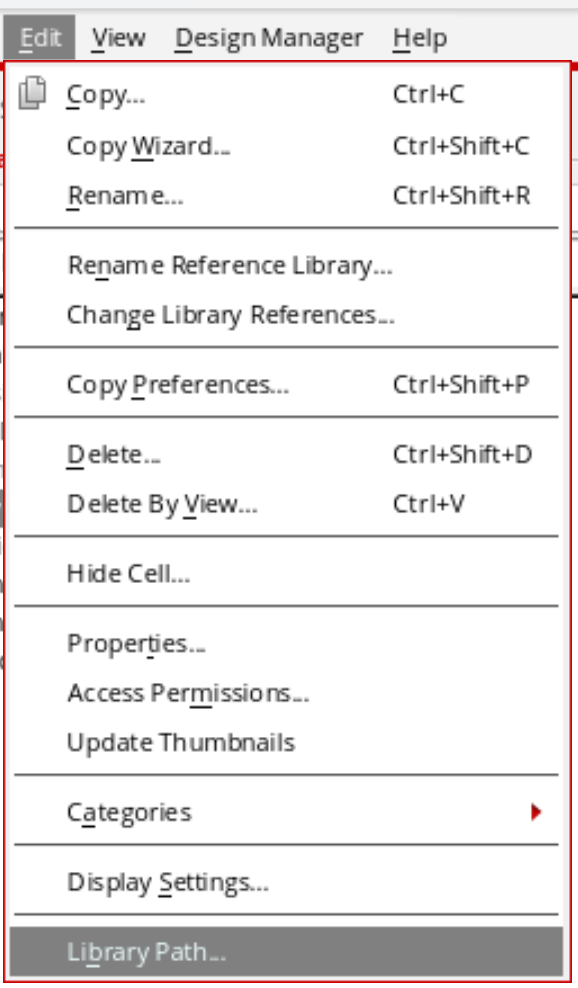 Edit View Design Manager Help
Copy... Ctrl+C
Copy Wizard... Ctrl+Shift+C
Rename... Ctrl+Shift+R
Rename Reference Library...
Change Library References...
Copy Preferences... Ctrl+Shift+P
Delete... Ctrl+Shift+D
Delete By View... Ctrl+V
Hide Cell...
Properties...
Access Permissions...
Update Thumbnails
Categories
Display Settings...
Library Path...